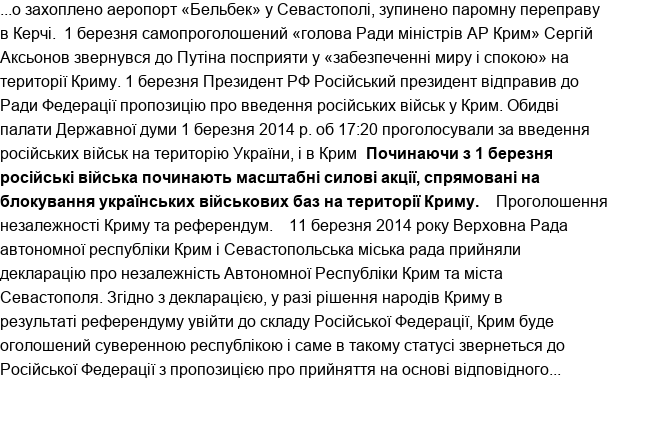 ...о захоплено аеропорт «Бельбек» у Севастополі, зупинено паромну переправу
в Керчі.  1 березня самопроголошений «голова Ради міністрів АР Крим» Сергій
Аксьонов звернувся до Путіна посприяти у «забезпеченні миру і спокою» на
території Криму. 1 березня Президент РФ Російський президент відправив до
Ради Федерації пропозицію про введення російських військ у Крим. Обидві
палати Державної думи 1 березня 2014 р. об 17:20 проголосували за введення
російських військ на територію України, і в Крим  Починаючи з 1 березня
російські війська починають масштабні силові акції, спрямовані на
блокування українських військових баз на території Криму.    Проголошення
незалежності Криму та референдум.    11 березня 2014 року Верховна Рада
автономної республіки Крим і Севастопольська міська рада прийняли
декларацію про незалежність Автономної Республіки Крим та міста
Севастополя. Згідно з декларацією, у разі рішення народів Криму в
результаті референдуму увійти до складу Російської Федерації, Крим буде
оголошений суверенною республікою і саме в такому статусі звернеться до
Російської Федерації з пропозицією про прийняття на основі відповідного...